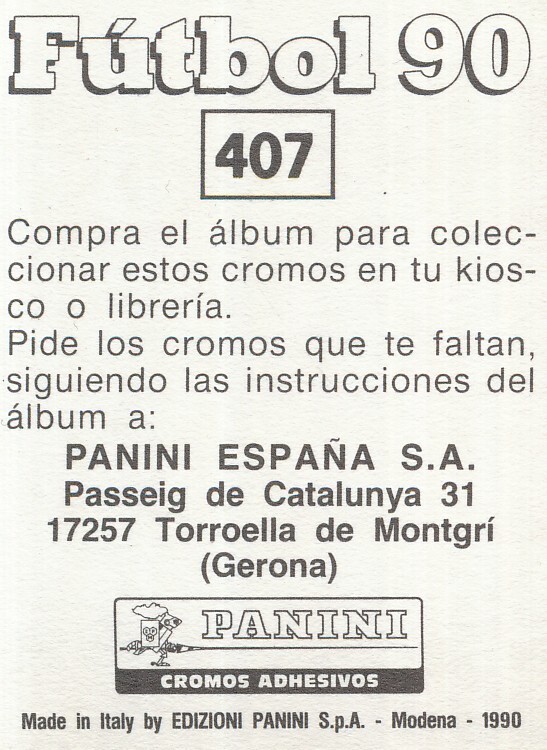 Fútbol 90
407
Compra el álbum para colec-
cionar estos cromos en tu kios-
co o librería.
Pide los cromos que te faltan,
siguiendo las instrucciones del
álbum a:
PANINI ESPAÑA S.A.
Passeig de Catalunya 31
17257 Torroella de Montgrí
(Gerona)
PANINI
CROMOS ADHESIVOS
Made in Italy by EDIZIONI PANINI S.p.A. - Modena - 1990